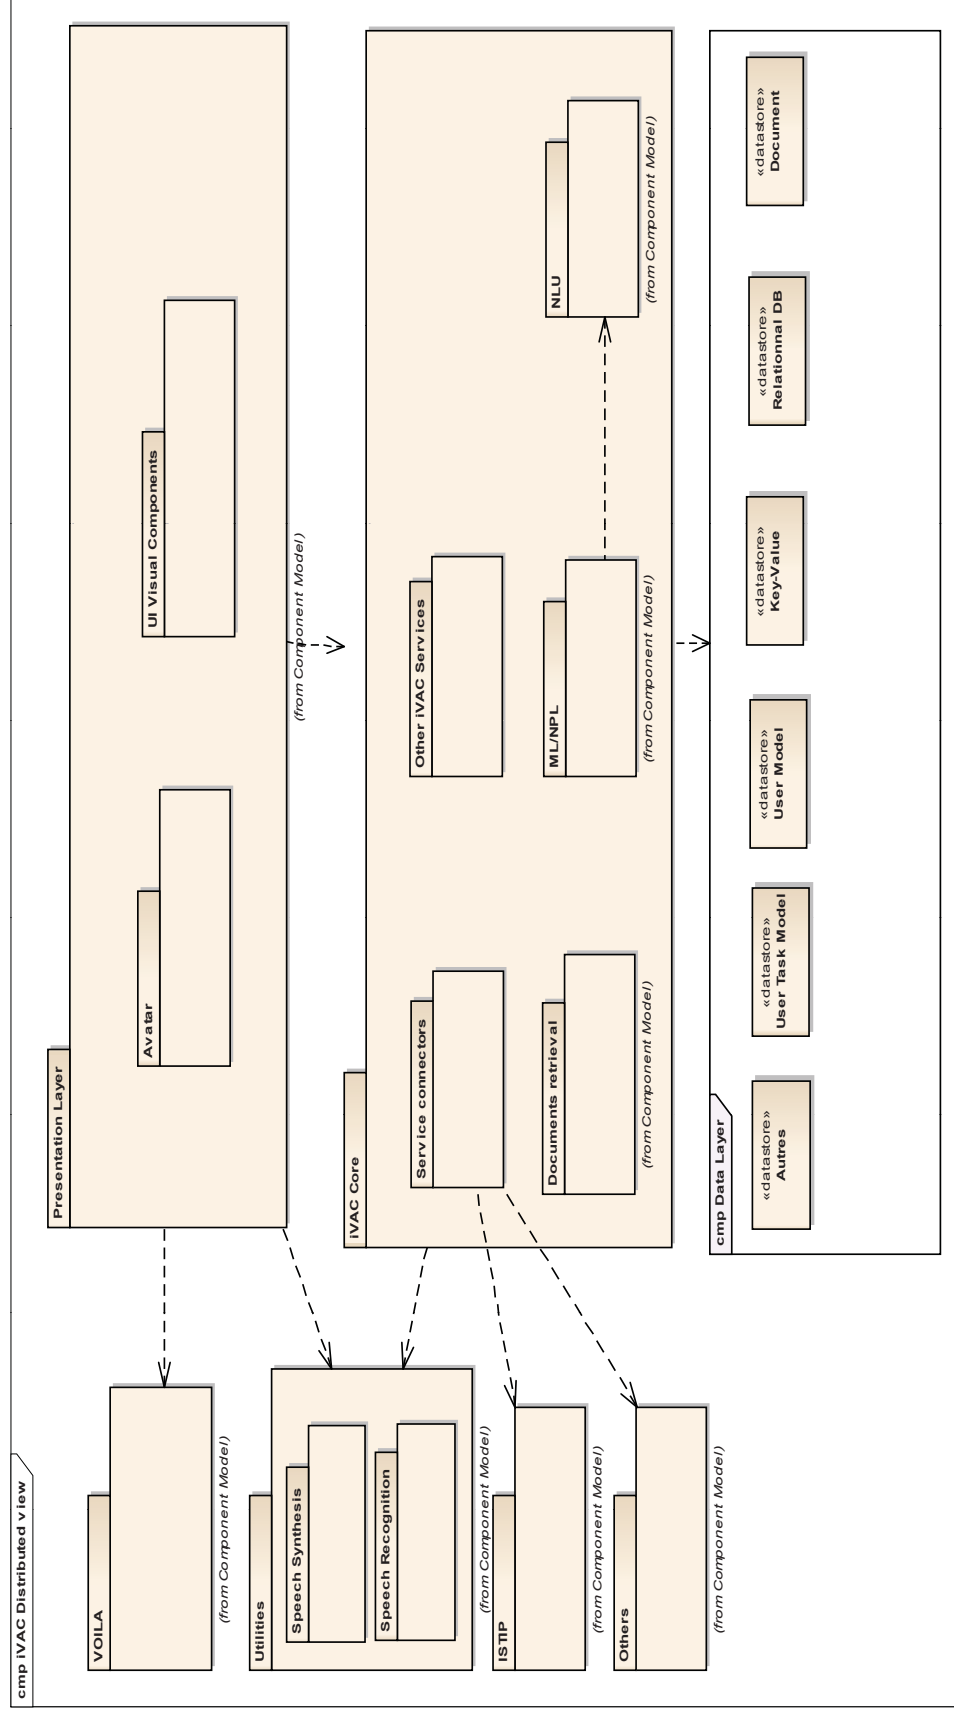 cmp iVAC Distributed view
VOILA
(from Component Model)
Presentation Layer
Avatar
UI Visual Components
(from Component Model)
Utilities
Speech Synthesis
Speech Recognition
(from Component Model)
iVAC Core
Service connectors
Other iVAC Services
Documents retrieval
(from Component Model)
ML/NPL
(from Component Model)
NLU
(from Component Model)
ISTIP
(from Component Model)
Others
(from Component Model)
cmp Data Layer
«datastore»
Autres
«datastore»
User Task Model
«datastore»
User Model
«datastore»
Key-Value
«datastore»
Relationnal DB
«datastore»
Document